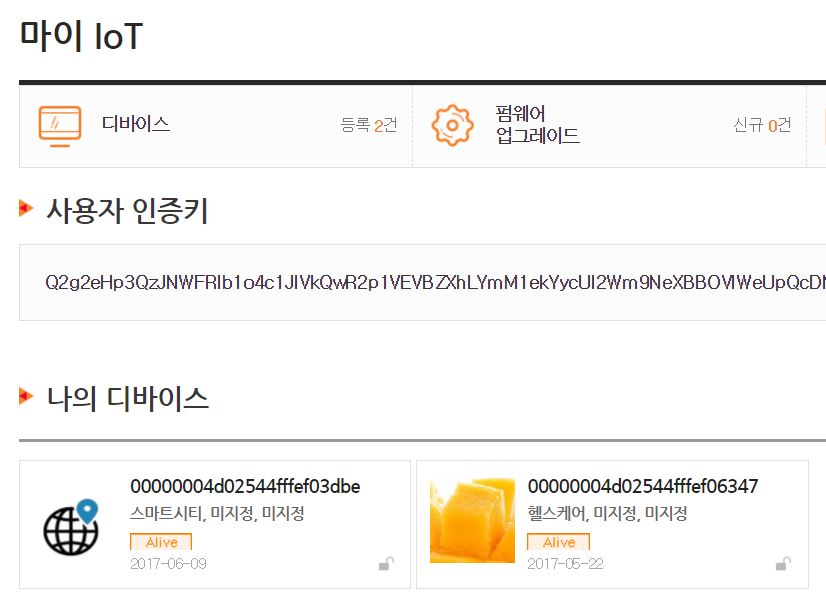 마이 IoT
디바이스
등록 2건
펌웨어
업그레이드
신규 0건
사용자 인증키
나의 디바이스
00000004d02544fffef03dbe
스마트시티, 미지정, 미지정
Alive
2017-06-09
00000004d02544fffef06347
헬스케어, 미지정, 미지정
Alive
2017-05-22